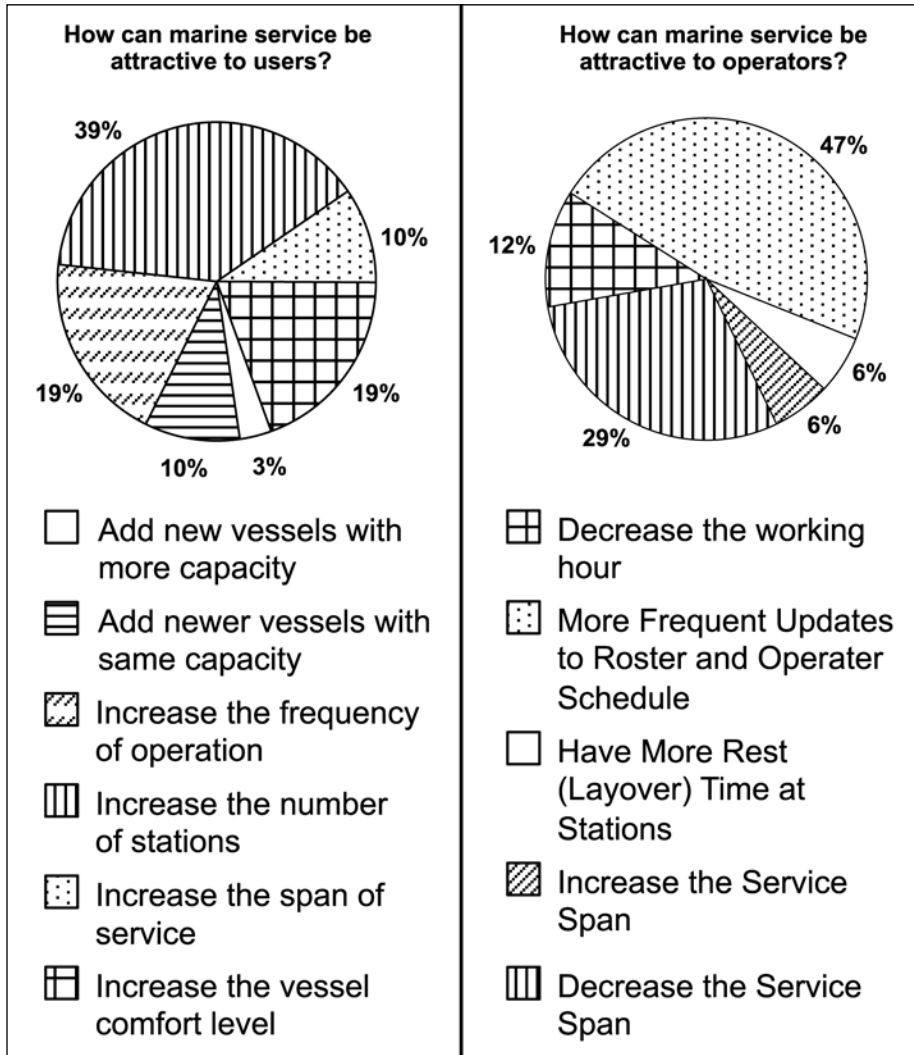 How can marine service be
attractive to users?
39%
10%
19%
19%
10%
3%
Add new vessels with
more capacity
Add newer vessels with
same capacity
Increase the frequency
of operation
Increase the number
of stations
Increase the span of
service
Increase the vessel
comfort level
How can marine service be
attractive to operators?
47%
12%
6%
6%
29%
Decrease the working
hour
More Frequent Updates
to Roster and Operater
Schedule
Have More Rest
(Layover) Time at
Stations
Increase the Service
Span
Decrease the Service
Span